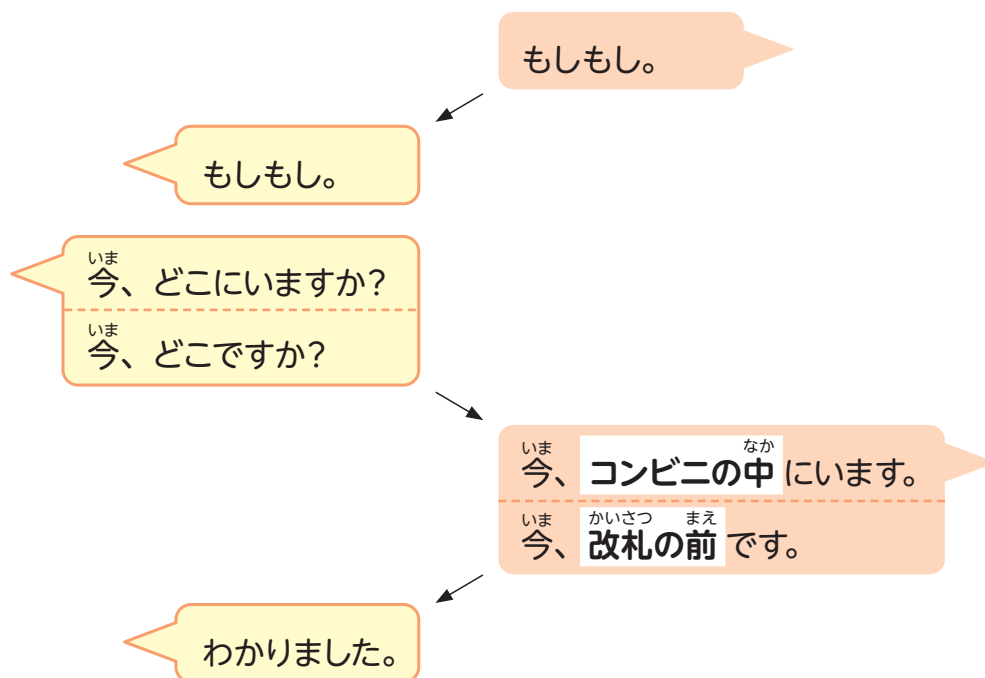 もしもし。
もしもし。
いま
今、どこにいますか？
いま
今、どこですか？
いま なか
今、コンビニの中にいます。
いま かいさつ まえ
今、改札の前です。
わかりました。